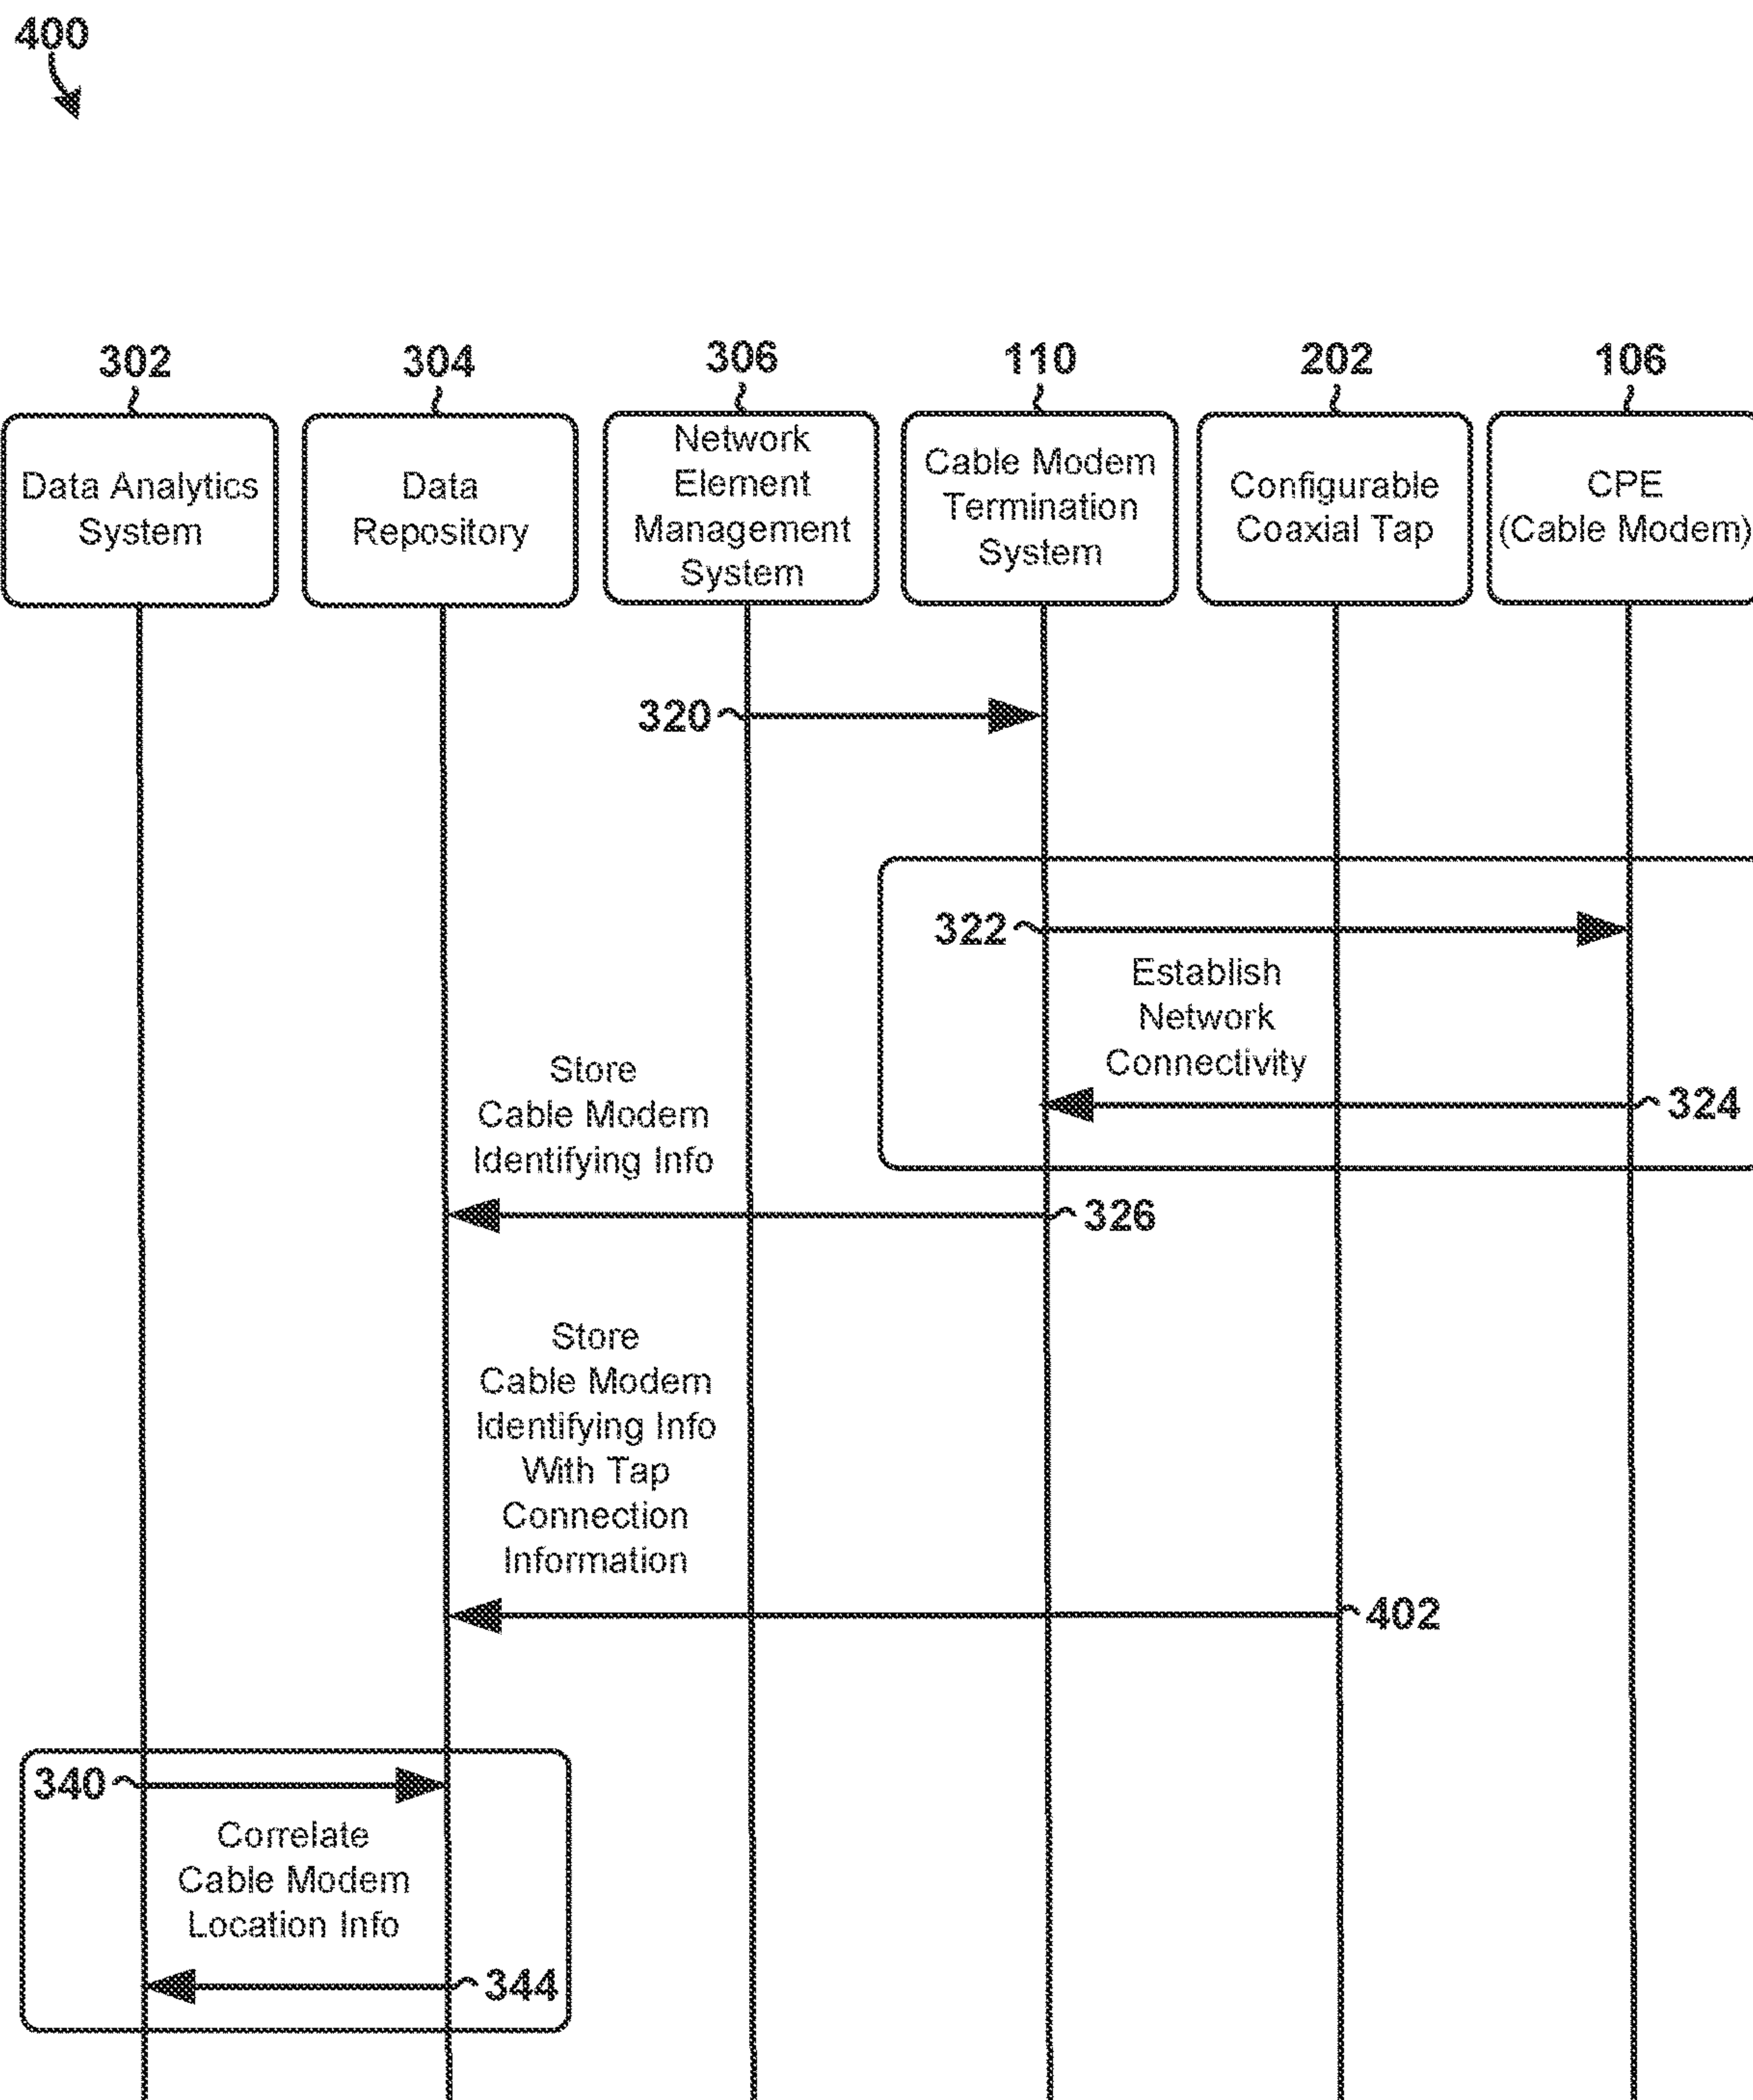 400
302
304
306
110
202
106
Data Analytics
System
Data
Repository
Network
Element
Management
System
Cable Modem
Termination
System
Configurable
Coaxial Tap
CPE
(Cable Modem)
320
322
Establish
Network
Connectivity
324
Store
Cable Modem
Identifying Info
326
Store
Cable Modem
Identifying Info
With Tap
Connection
Information
402
340
Correlate
Cable Modem
Location Info
344